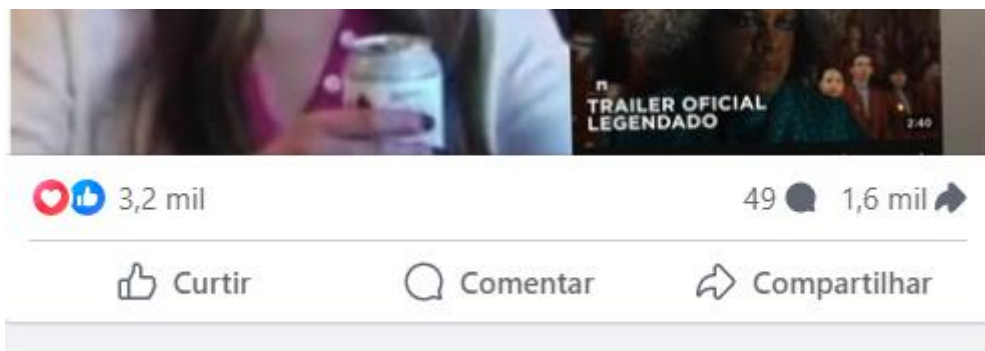 n
TRAILER OFICIAL
LEGENDADO
2:40
3,2 mil 49 1,6 mil
Curtir Comentar Compartilhar